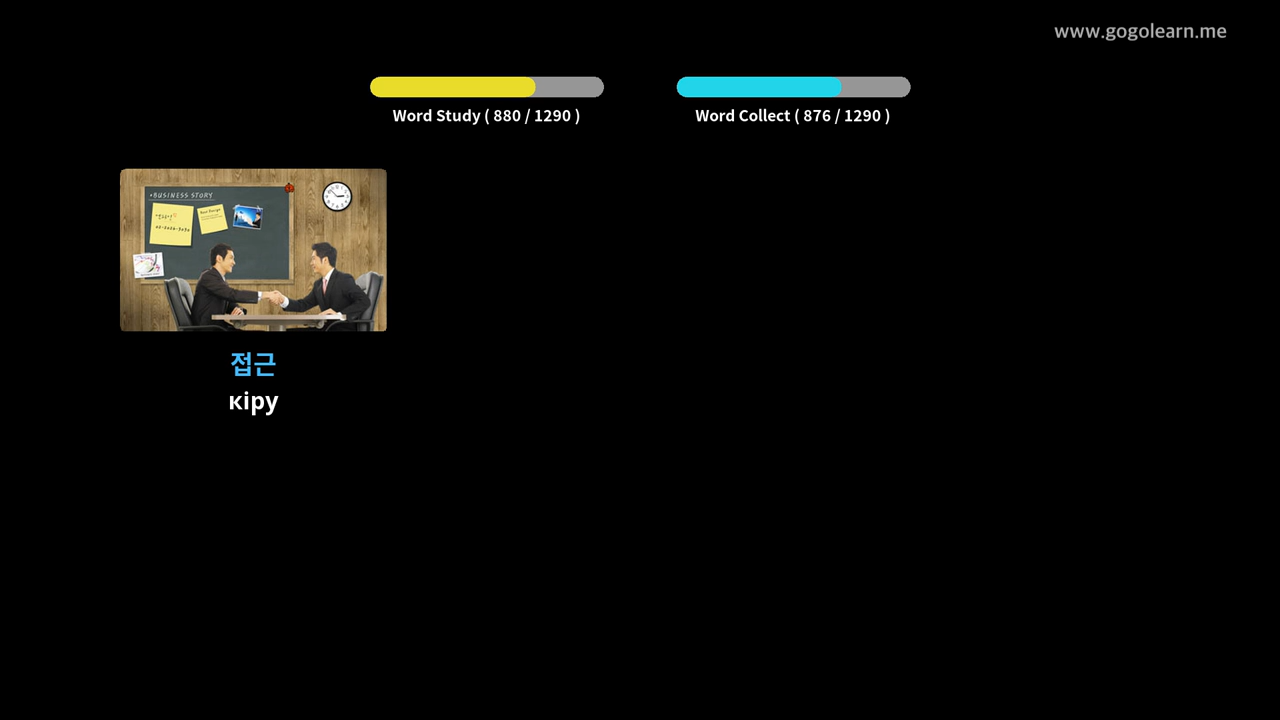 www.gogolearn.me
Word Study ( 880 / 1290 )
Word Collect ( 876 / 1290 )
•BUSINESS STORY
접근
кіру